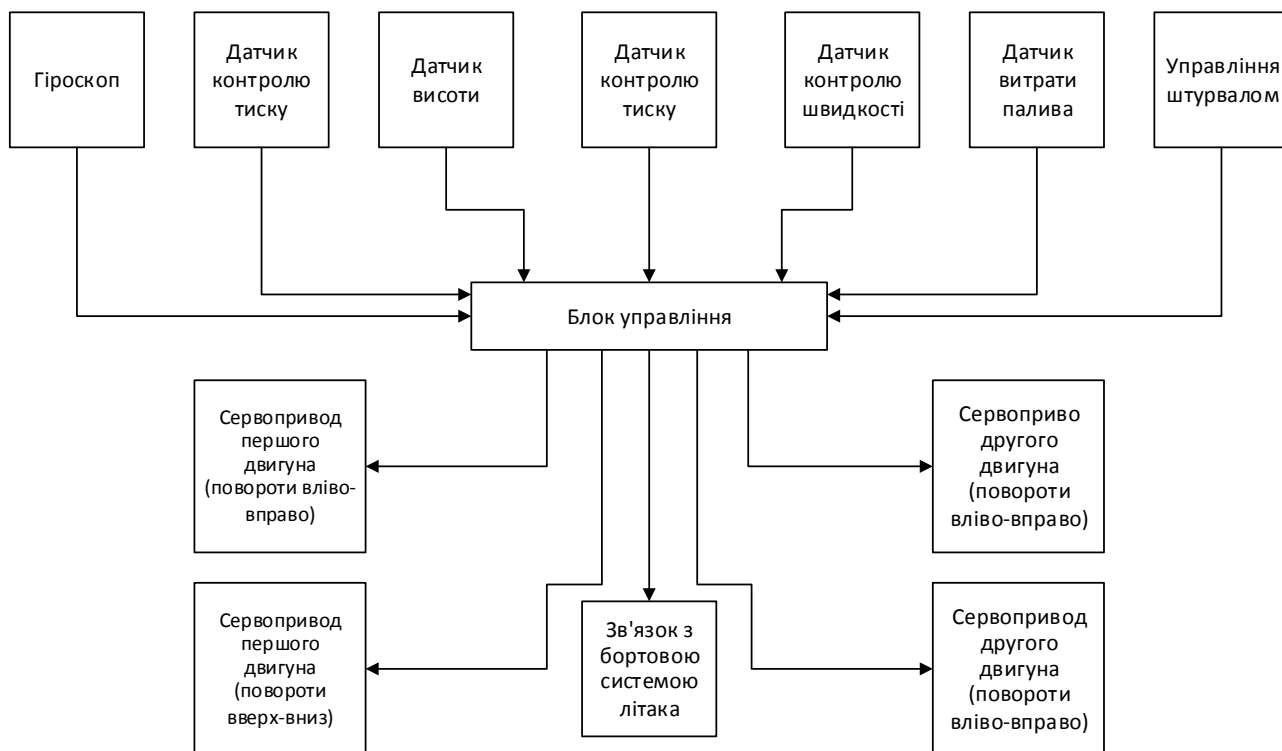 Гіроскоп
Датчик
контролю
тиску
Датчик
висоти
Датчик
контролю
тиску
Датчик
контролю
швидкості
Датчик
витрати
палива
Управління
штурвалом
Блок управління
Сервопривод
першого
двигуна
(повороти вліво-
вправо)
Сервоприво
другого
двигуна
(повороти
вліво-вправо)
Сервопривод
першого
двигуна
(повороти
вверх-вниз)
Зв'язок з
бортовою
системою
літака
Сервопривод
другого
двигуна
(повороти
вліво-вправо)